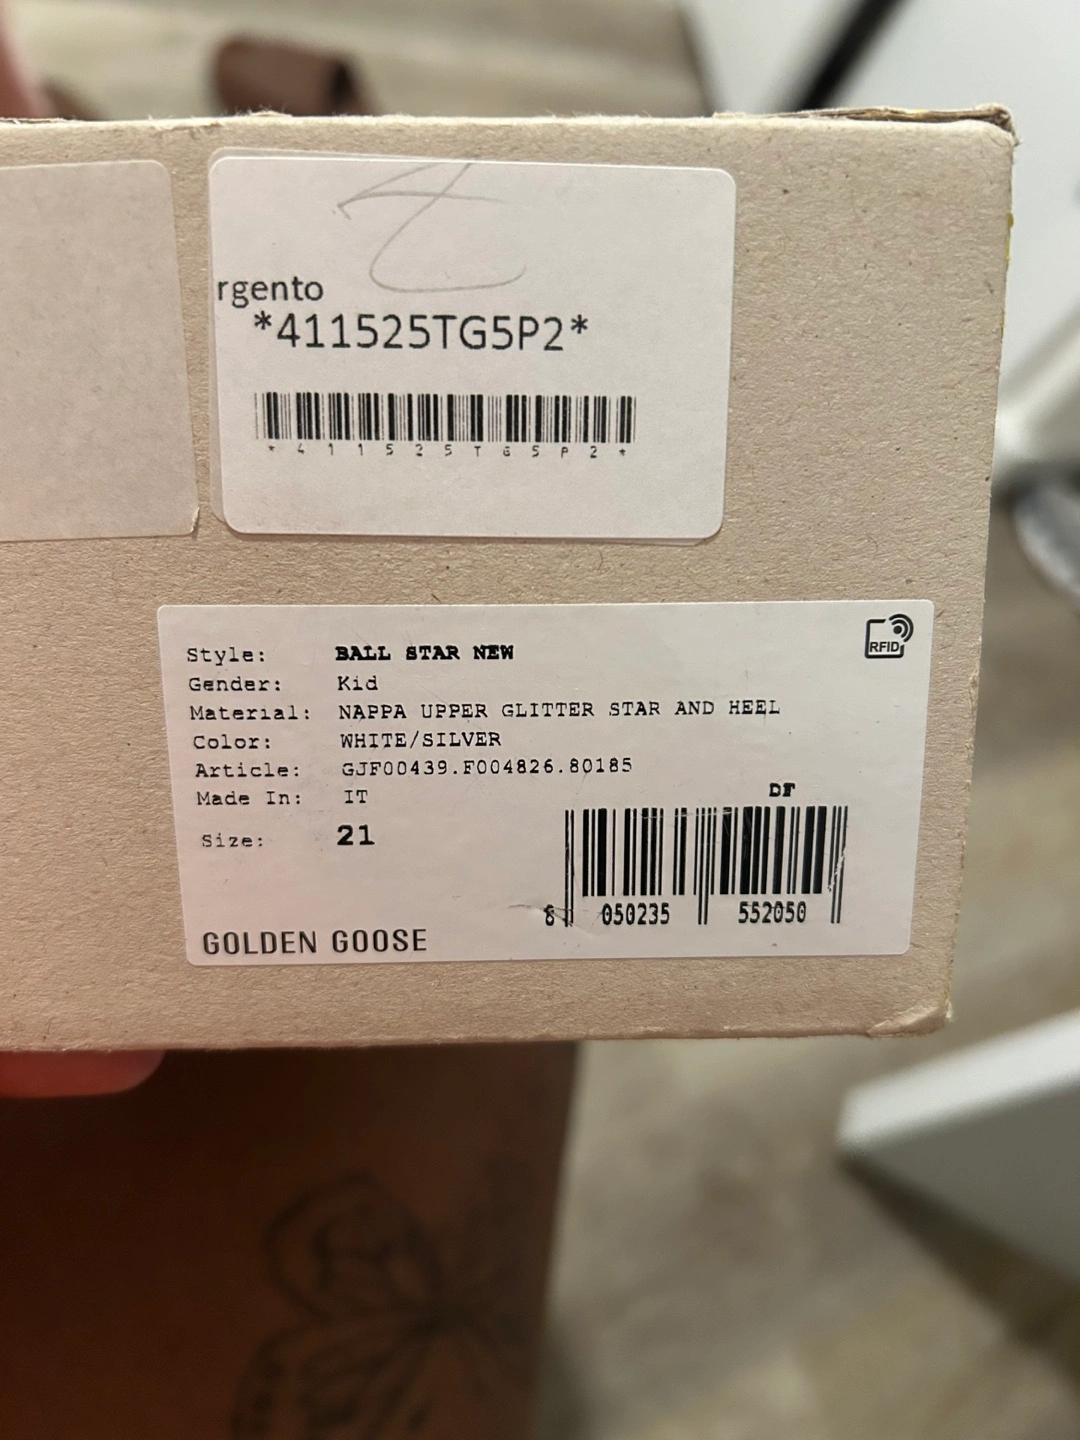 rgento
*411525TG5P2*
* 4 1 1 5 2 5 T G 5 P 2 *
RFID
Style: BALL STAR NEW
Gender: Kid
Material: NAPPA UPPER GLITTER STAR AND HEEL
Color: WHITE/SILVER
Article: GJF00439.F004826.80185
Made In: IT
DF
Size: 21
8 050235 552050
GOLDEN GOOSE